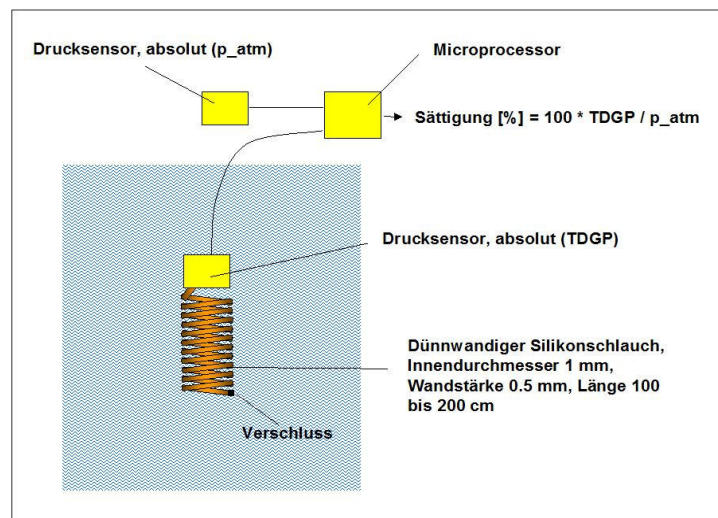 Drucksensor, absolut (p_atm)
Microprocessor
Sättigung [%] = 100 * TDGP / p_atm
Drucksensor, absolut (TDGP)
Dünnwandiger Silikonschlauch,
Innendurchmesser 1 mm,
Wandstärke 0.5 mm, Länge 100
bis 200 cm
Verschluss